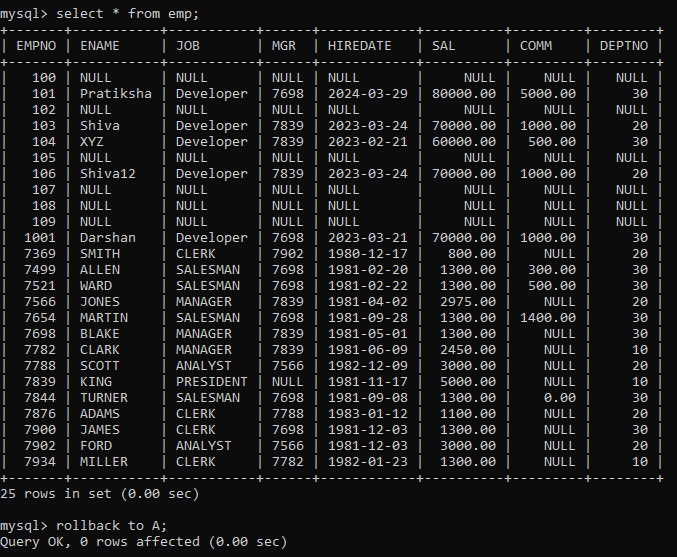 mysql> select * from emp;
+-------+-----------+-----------+------+------------+----------+---------+--------+
| EMPNO | ENAME     | JOB       | MGR  | HIREDATE   | SAL      | COMM    | DEPTNO |
+-------+-----------+-----------+------+------------+----------+---------+--------+
|   100 | NULL      | NULL      | NULL | NULL       |     NULL |    NULL |   NULL |
|   101 | Pratiksha | Developer | 7698 | 2024-03-29 | 80000.00 | 5000.00 |     30 |
|   102 | NULL      | NULL      | NULL | NULL       |     NULL |    NULL |   NULL |
|   103 | Shiva     | Developer | 7839 | 2023-03-24 | 70000.00 | 1000.00 |     20 |
|   104 | XYZ       | Developer | 7839 | 2023-02-21 | 60000.00 |  500.00 |     30 |
|   105 | NULL      | NULL      | NULL | NULL       |     NULL |    NULL |   NULL |
|   106 | Shiva12   | Developer | 7839 | 2023-03-24 | 70000.00 | 1000.00 |     20 |
|   107 | NULL      | NULL      | NULL | NULL       |     NULL |    NULL |   NULL |
|   108 | NULL      | NULL      | NULL | NULL       |     NULL |    NULL |   NULL |
|   109 | NULL      | NULL      | NULL | NULL       |     NULL |    NULL |   NULL |
|  1001 | Darshan   | Developer | 7698 | 2023-03-21 | 70000.00 | 1000.00 |     30 |
|  7369 | SMITH     | CLERK     | 7902 | 1980-12-17 |   800.00 |    NULL |     20 |
|  7499 | ALLEN     | SALESMAN  | 7698 | 1981-02-20 |  1300.00 |  300.00 |     30 |
|  7521 | WARD      | SALESMAN  | 7698 | 1981-02-22 |  1300.00 |  500.00 |     30 |
|  7566 | JONES     | MANAGER   | 7839 | 1981-04-02 |  2975.00 |    NULL |     20 |
|  7654 | MARTIN    | SALESMAN  | 7698 | 1981-09-28 |  1300.00 | 1400.00 |     30 |
|  7698 | BLAKE     | MANAGER   | 7839 | 1981-05-01 |  1300.00 |    NULL |     30 |
|  7782 | CLARK     | MANAGER   | 7839 | 1981-06-09 |  2450.00 |    NULL |     10 |
|  7788 | SCOTT     | ANALYST   | 7566 | 1982-12-09 |  3000.00 |    NULL |     20 |
|  7839 | KING      | PRESIDENT | NULL | 1981-11-17 |  5000.00 |    NULL |     10 |
|  7844 | TURNER    | SALESMAN  | 7698 | 1981-09-08 |  1300.00 |    0.00 |     30 |
|  7876 | ADAMS     | CLERK     | 7788 | 1983-01-12 |  1100.00 |    NULL |     20 |
|  7900 | JAMES     | CLERK     | 7698 | 1981-12-03 |  1300.00 |    NULL |     30 |
|  7902 | FORD      | ANALYST   | 7566 | 1981-12-03 |  3000.00 |    NULL |     20 |
|  7934 | MILLER    | CLERK     | 7782 | 1982-01-23 |  1300.00 |    NULL |     10 |
+-------+-----------+-----------+------+------------+----------+---------+--------+
25 rows in set (0.00 sec)

mysql> rollback to A;
Query OK, 0 rows affected (0.00 sec)